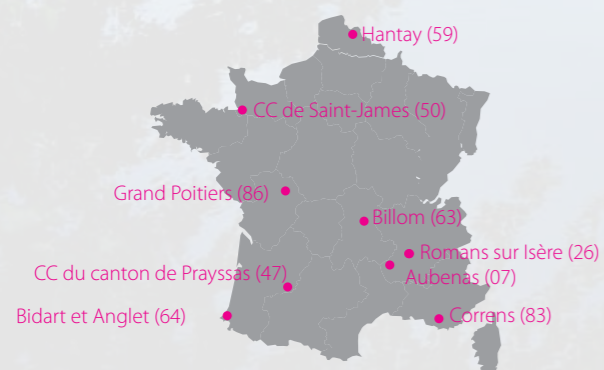 Hantay (59)
CC de Saint-James (50)
Grand Poitiers (86)
Billom (63)
Romans sur Isère (26)
CC du canton de Prayssas (47)
Aubenas (07)
Bidart et Anglet (64)
Correns (83)